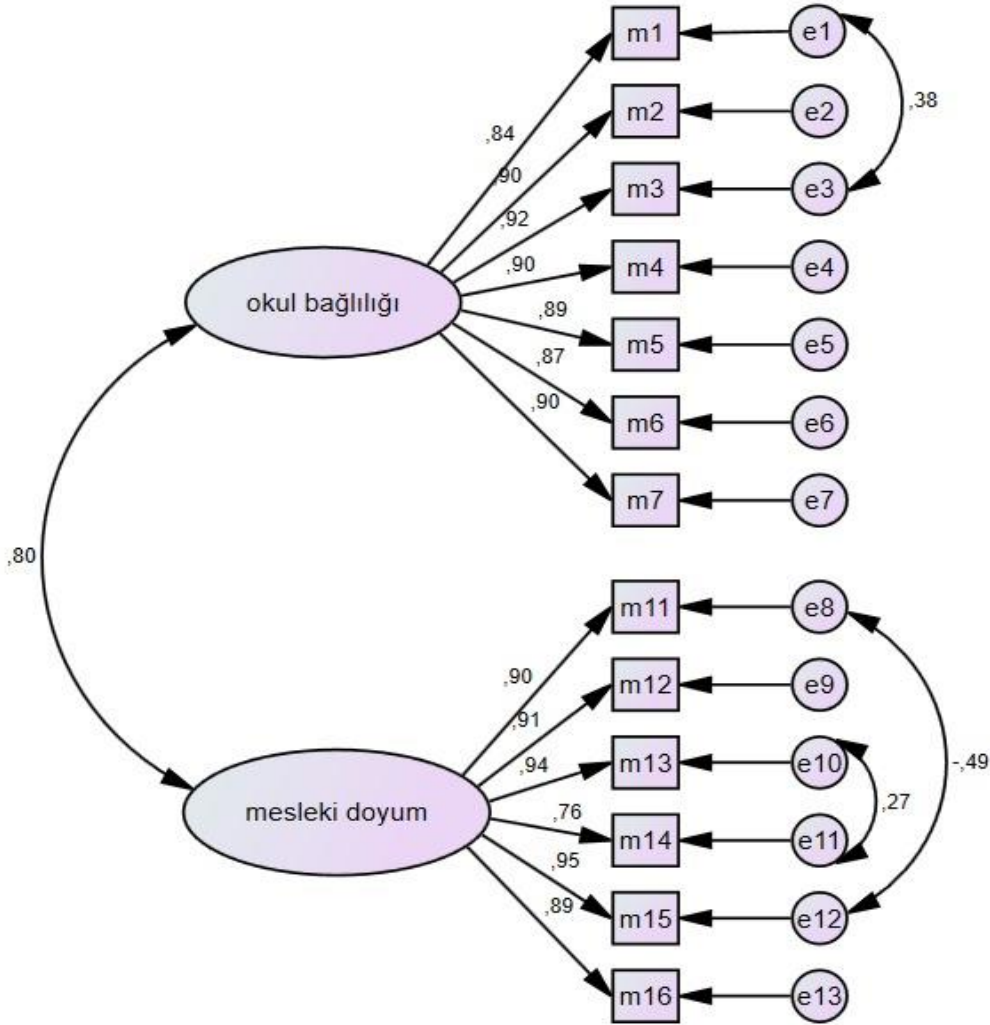 m1
e1
,38
m2
e2
,84
,90
m3
e3
,92
,90
m4
e4
okul bağlılığı
,89
m5
e5
,87
,90
m6
e6
m7
e7
,80
m11
e8
,90
m12
e9
,91
,94
m13
e10
-,49
,27
mesleki doyum
,76
m14
e11
,95
,89
m15
e12
m16
e13